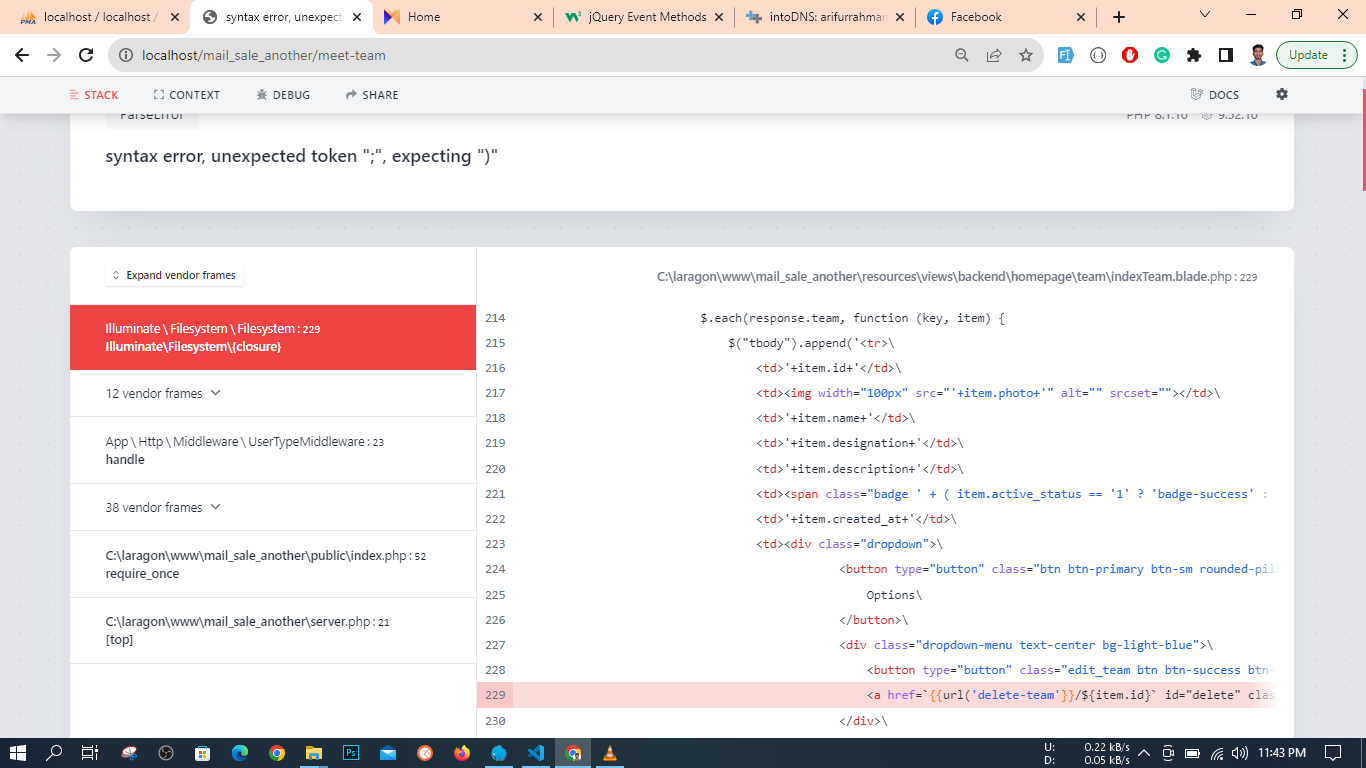 localhost / localhost /
syntax error, unexpect
Home
jQuery Event Methods
intoDNS: arifurrahman
Facebook
localhost/mail_sale_another/meet-team
Update
STACK
CONTEXT
DEBUG
SHARE
DOCS
ParseError
PHP 8.1.10
9.52.10
syntax error, unexpected token ";", expecting ")"
Expand vendor frames
Illuminate \ Filesystem \ Filesystem : 229
Illuminate\Filesystem\{closure}
12 vendor frames
App \ Http \ Middleware \ UserTypeMiddleware : 23
handle
38 vendor frames
C:\laragon\www\mail_sale_another\public\index.php : 52
require_once
C:\laragon\www\mail_sale_another\server.php : 21
[top]
C:\laragon\www\mail_sale_another\resources\views\backend\homepage\team\indexTeam.blade.php : 229
214 $.each(response.team, function (key, item) {
215 $("tbody").append('<tr>\
216 <td>'+item.id+'</td>\
217 <td><img width="100px" src="'+item.photo+'" alt="" srcset=""></td>\
218 <td>'+item.name+'</td>\
219 <td>'+item.designation+'</td>\
220 <td>'+item.description+'</td>\
221 <td><span class="badge ' + ( item.active_status == '1' ? 'badge-success' :
222 <td>'+item.created_at+'</td>\
223 <td><div class="dropdown">\
224 <button type="button" class="btn btn-primary btn-sm rounded-pil
225 Options\
226 </button>\
227 <div class="dropdown-menu text-center bg-light-blue">\
228 <button type="button" class="edit_team btn btn-success btn-
229 <a href=`{{url('delete-team'}}/${item.id}` id="delete" clas
230 </div>\
U: 0.22 kB/s
D: 0.05 kB/s
11:43 PM